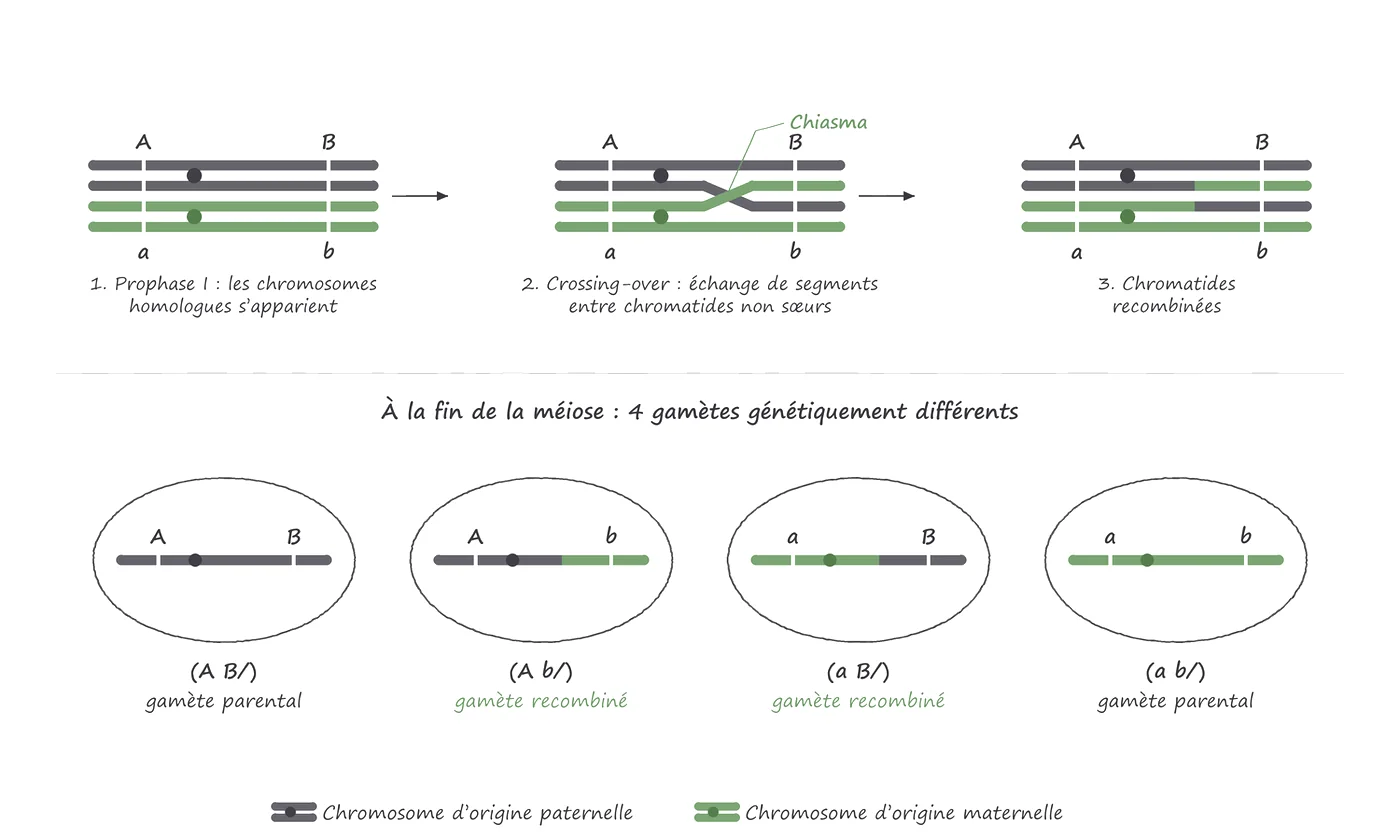 Chiasma
A B A B A B
a b a b a b
1. Prophase I : les chromosomes
homologues s'apparient
2. Crossing-over : échange de segments
entre chromatides non sœurs
3. Chromatides
recombinées
À la fin de la méiose : 4 gamètes génétiquement différents
A B A b a B a b
(A B/) (A b/) (a B/) (a b/)
gamète parental gamète recombiné gamète recombiné gamète parental
Chromosome d'origine paternelle Chromosome d'origine maternelle